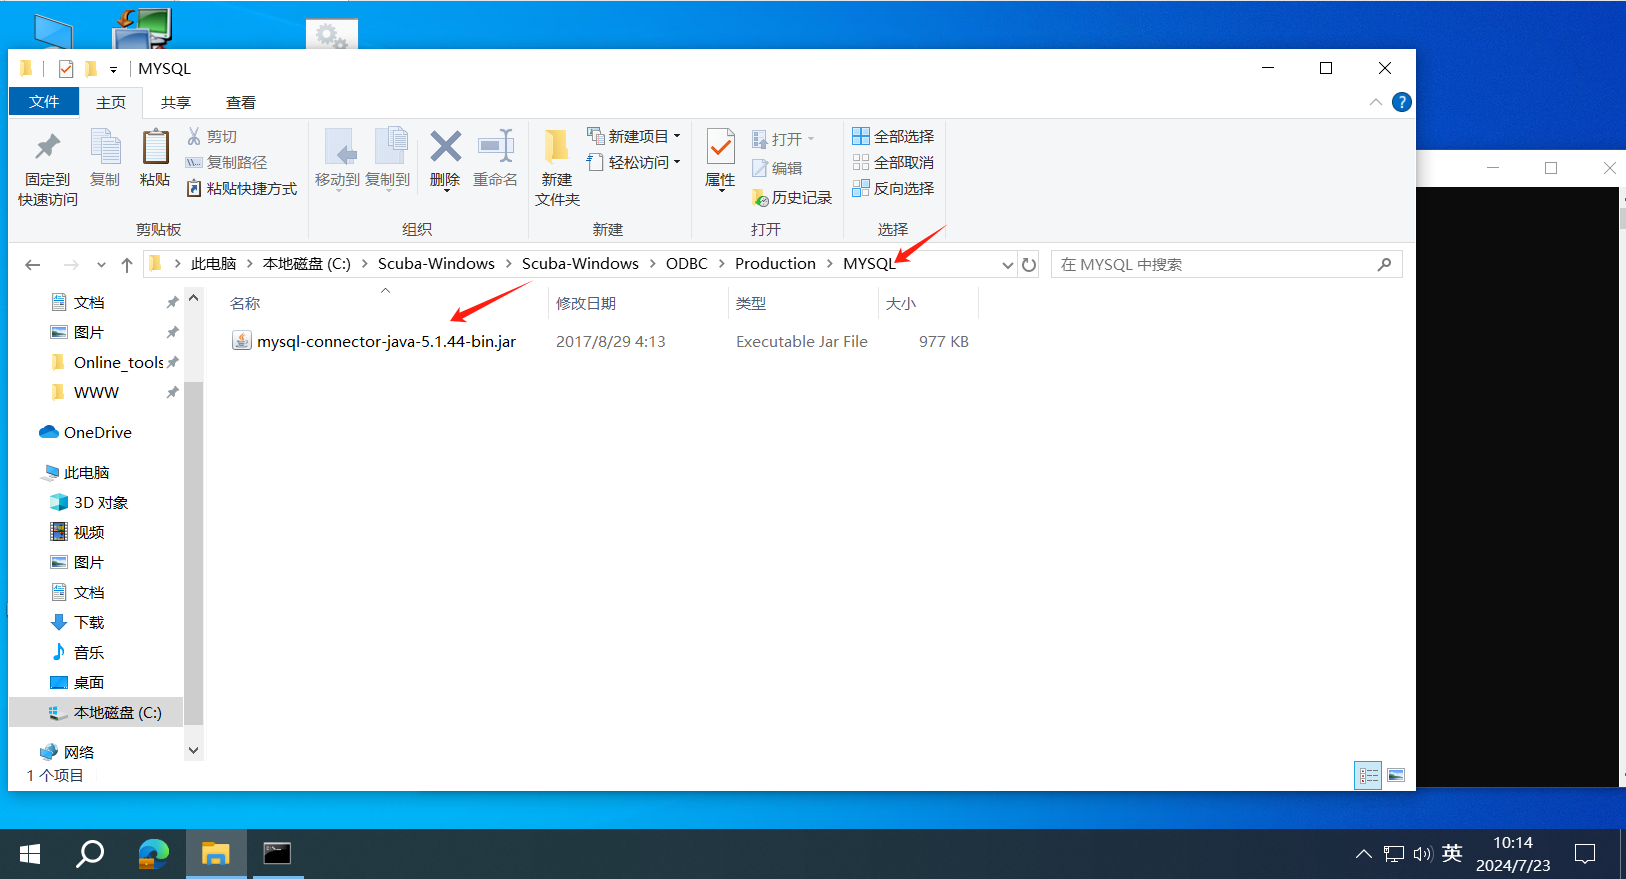 MYSQL
文件 主页 共享 查看
固定到
快速访问
复制
粘贴
剪切
复制路径
粘贴快捷方式
剪贴板
移动到
复制到
删除
重命名
组织
新建
文件夹
新建项目
轻松访问
新建
属性
打开
编辑
历史记录
打开
全部选择
全部取消
反向选择
选择
此电脑 本地磁盘 (C:) Scuba-Windows Scuba-Windows ODBC Production MYSQL
在 MYSQL 中搜索
文档
图片
Online_tools
WWW
OneDrive
此电脑
3D 对象
视频
图片
文档
下载
音乐
桌面
本地磁盘 (C:)
网络
名称 修改日期 类型 大小
mysql-connector-java-5.1.44-bin.jar 2017/8/29 4:13 Executable Jar File 977 KB
1 个项目
英
10:14
2024/7/23